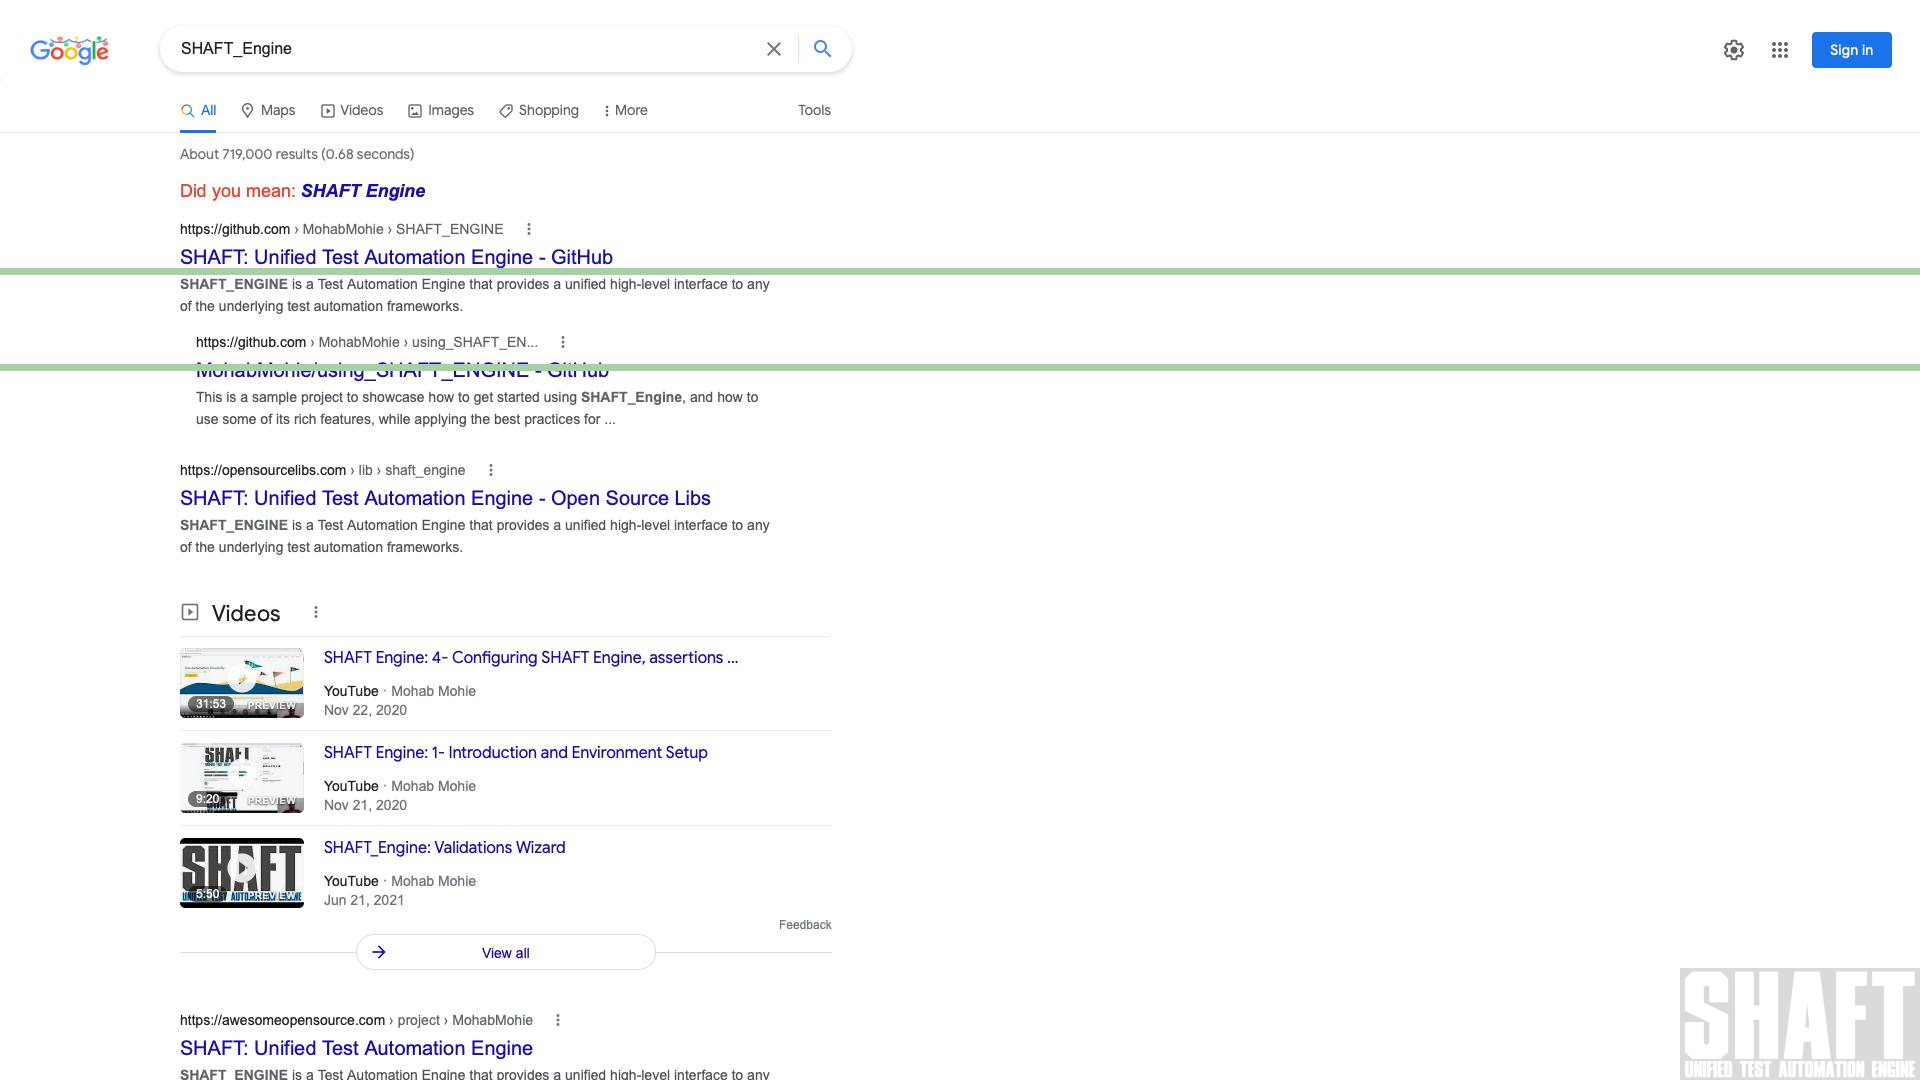 Google
SHAFT_Engine
Sign in
All
Maps
Videos
Images
Shopping
More
Tools
About 719,000 results (0.68 seconds)
Did you mean: SHAFT Engine
https://github.com › MohabMohie › SHAFT_ENGINE
SHAFT: Unified Test Automation Engine - GitHub
SHAFT_ENGINE is a Test Automation Engine that provides a unified high-level interface to any
of the underlying test automation frameworks.
https://github.com › MohabMohie › using_SHAFT_EN...
MohabMohie/using_SHAFT_ENGINE - GitHub
This is a sample project to showcase how to get started using SHAFT_Engine, and how to
use some of its rich features, while applying the best practices for ...
https://opensourcelibs.com › lib › shaft_engine
SHAFT: Unified Test Automation Engine - Open Source Libs
SHAFT_ENGINE is a Test Automation Engine that provides a unified high-level interface to any
of the underlying test automation frameworks.
Videos
31:53
PREVIEW
SHAFT Engine: 4- Configuring SHAFT Engine, assertions ...
YouTube · Mohab Mohie
Nov 22, 2020
SHAFT
9:20
PREVIEW
SHAFT Engine: 1- Introduction and Environment Setup
YouTube · Mohab Mohie
Nov 21, 2020
SHAFT
5:50
PREVIEW
SHAFT_Engine: Validations Wizard
YouTube · Mohab Mohie
Jun 21, 2021
Feedback
View all
https://awesomeopensource.com › project › MohabMohie
SHAFT: Unified Test Automation Engine
SHAFT_ENGINE is a Test Automation Engine that provides a unified high-level interface to any
SHAFT
UNIFIED TEST AUTOMATION ENGINE